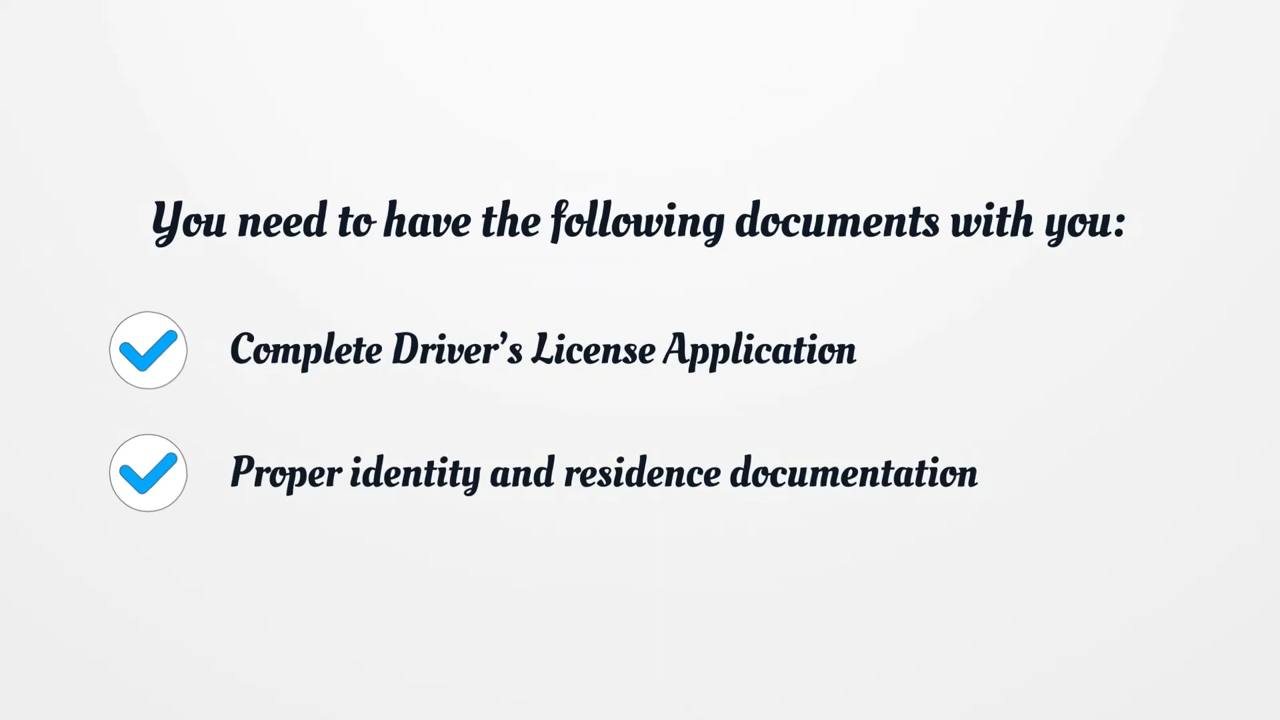 You need to have the following documents with you:
Complete Driver's License Application
Proper identity and residence documentation